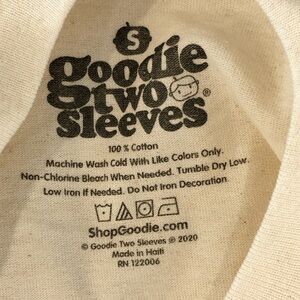 S
goodie
two
sleeves®
100% Cotton
Machine Wash Cold With Like Colors Only.
Non-Chlorine Bleach When Needed. Tumble Dry Low.
Low Iron If Needed. Do Not Iron Decoration.
ShopGoodie.com
© Goodie Two Sleeves ® 2020
Made in Haiti
RN 122006